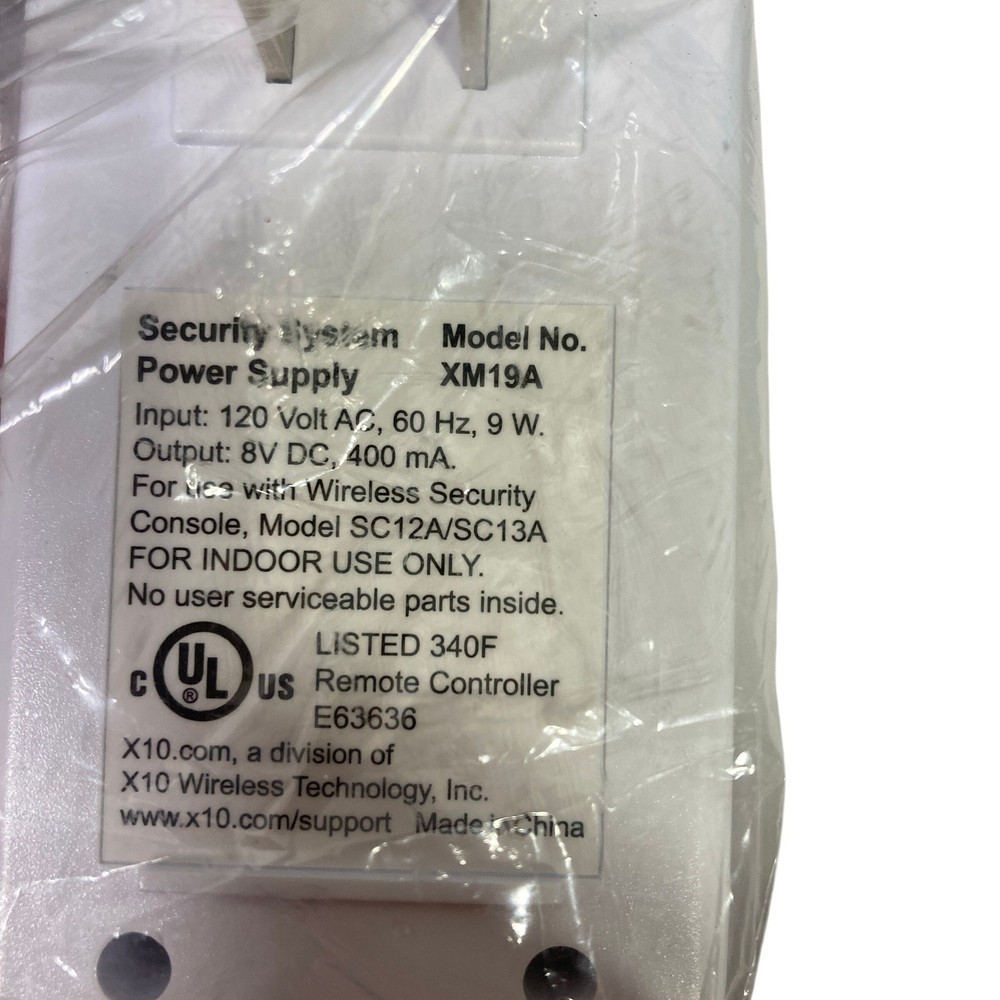 Security System Model No.
Power Supply XM19A
Input: 120 Volt AC, 60 Hz, 9 W.
Output: 8V DC, 400 mA.
For use with Wireless Security
Console, Model SC12A/SC13A
FOR INDOOR USE ONLY.
No user serviceable parts inside.
C UL ® US LISTED 340F
Remote Controller
E63636
X10.com, a division of
X10 Wireless Technology, Inc.
www.x10.com/support Made in China